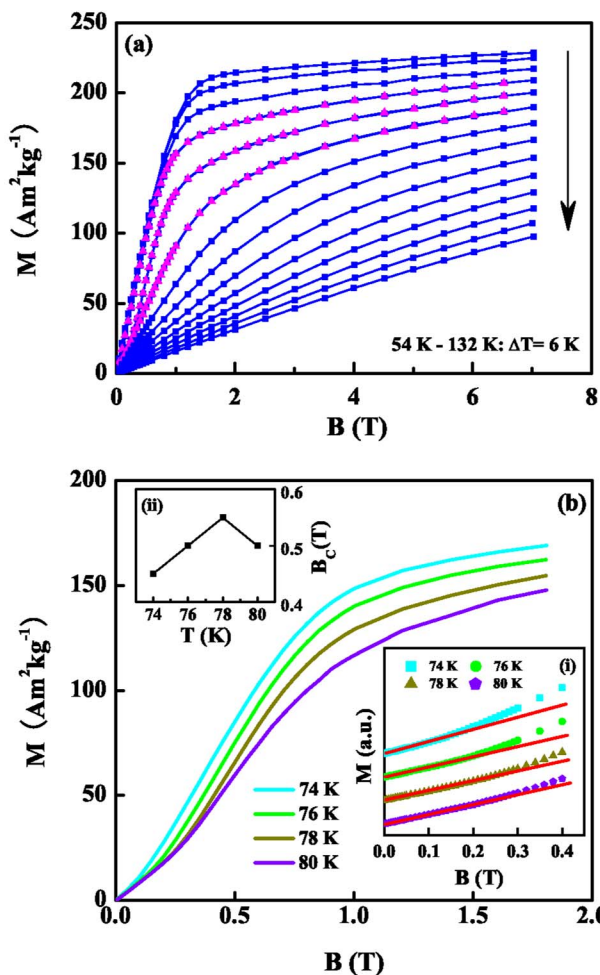 (a)
250
200
150
100
50
0
M (Am²kg⁻¹)
54 K - 132 K: ΔT= 6 K
0 2 4 6 8
B (T)
(b)
200
150
100
50
0
M (Am²kg⁻¹)
(ii)
0.6
0.5
0.4
B_C(T)
74 76 78 80
T (K)
(i)
74 K 76 K
78 K 80 K
M (a.u.)
0.0 0.1 0.2 0.3 0.4
B (T)
74 K
76 K
78 K
80 K
0.0 0.5 1.0 1.5 2.0
B (T)